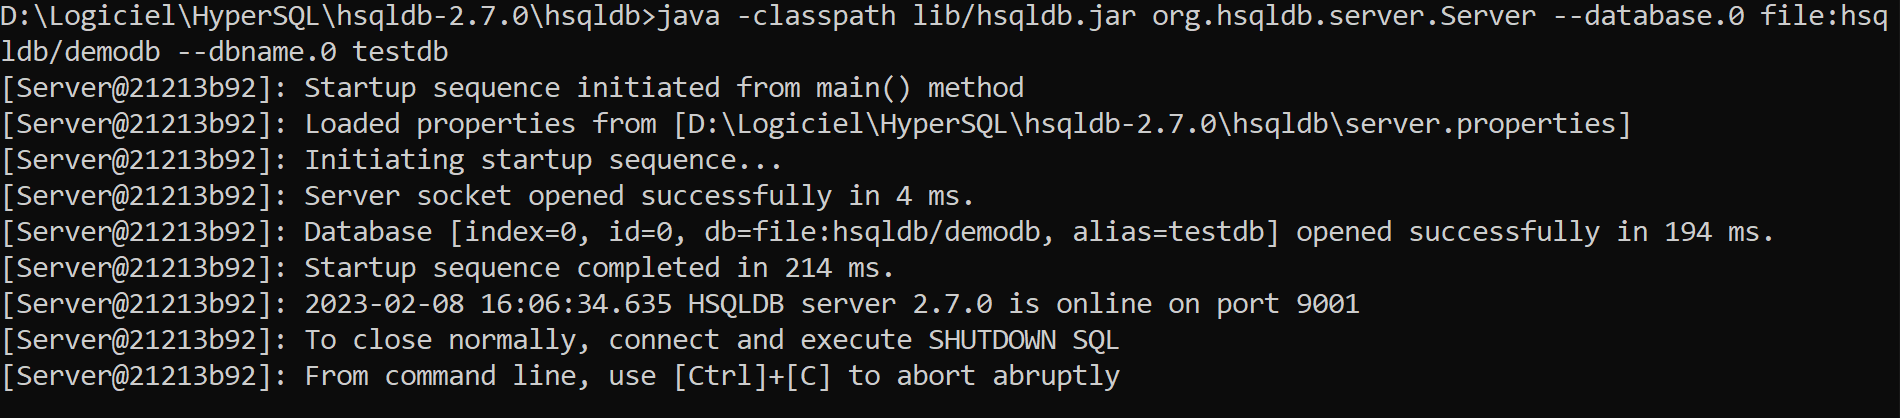 D:\Logiciel\HyperSQL\hsqldb-2.7.0\hsqldb>java -classpath lib/hsqldb.jar org.hsqldb.server.Server --database.0 file:hsq
ldb/demodb --dbname.0 testdb
[Server@21213b92]: Startup sequence initiated from main() method
[Server@21213b92]: Loaded properties from [D:\Logiciel\HyperSQL\hsqldb-2.7.0\hsqldb\server.properties]
[Server@21213b92]: Initiating startup sequence...
[Server@21213b92]: Server socket opened successfully in 4 ms.
[Server@21213b92]: Database [index=0, id=0, db=file:hsqldb/demodb, alias=testdb] opened successfully in 194 ms.
[Server@21213b92]: Startup sequence completed in 214 ms.
[Server@21213b92]: 2023-02-08 16:06:34.635 HSQLDB server 2.7.0 is online on port 9001
[Server@21213b92]: To close normally, connect and execute SHUTDOWN SQL
[Server@21213b92]: From command line, use [Ctrl]+[C] to abort abruptly